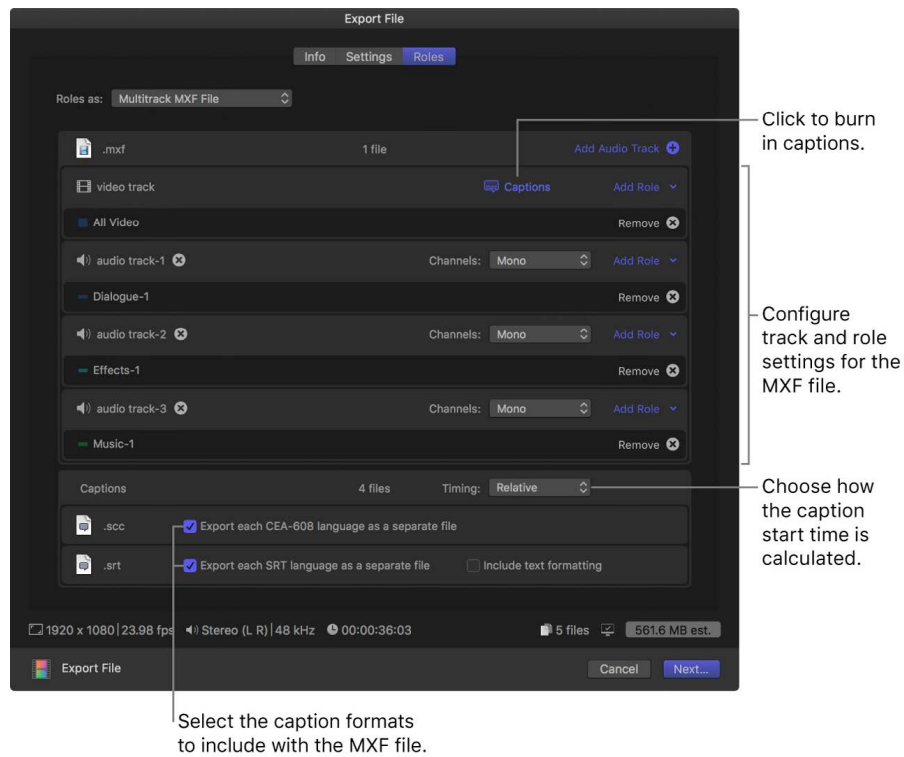 Export File
Info Settings Roles
Roles as: Multitrack MXF File
Click to burn
in captions.
.mxf 1 file Add Audio Track
video track Captions Add Role
All Video Remove
audio track-1 Channels: Mono Add Role
Dialogue-1 Remove
audio track-2 Channels: Mono Add Role
Effects-1 Remove
audio track-3 Channels: Mono Add Role
Music-1 Remove
Configure
track and role
settings for the
MXF file.
Captions 4 files Timing: Relative
Choose how
the caption
start time is
calculated.
.scc Export each CEA-608 language as a separate file
.srt Export each SRT language as a separate file Include text formatting
1920 x 1080 | 23.98 fps Stereo (L R) | 48 kHz 00:00:36:03 5 files 561.6 MB est.
Export File Cancel Next...
Select the caption formats
to include with the MXF file.